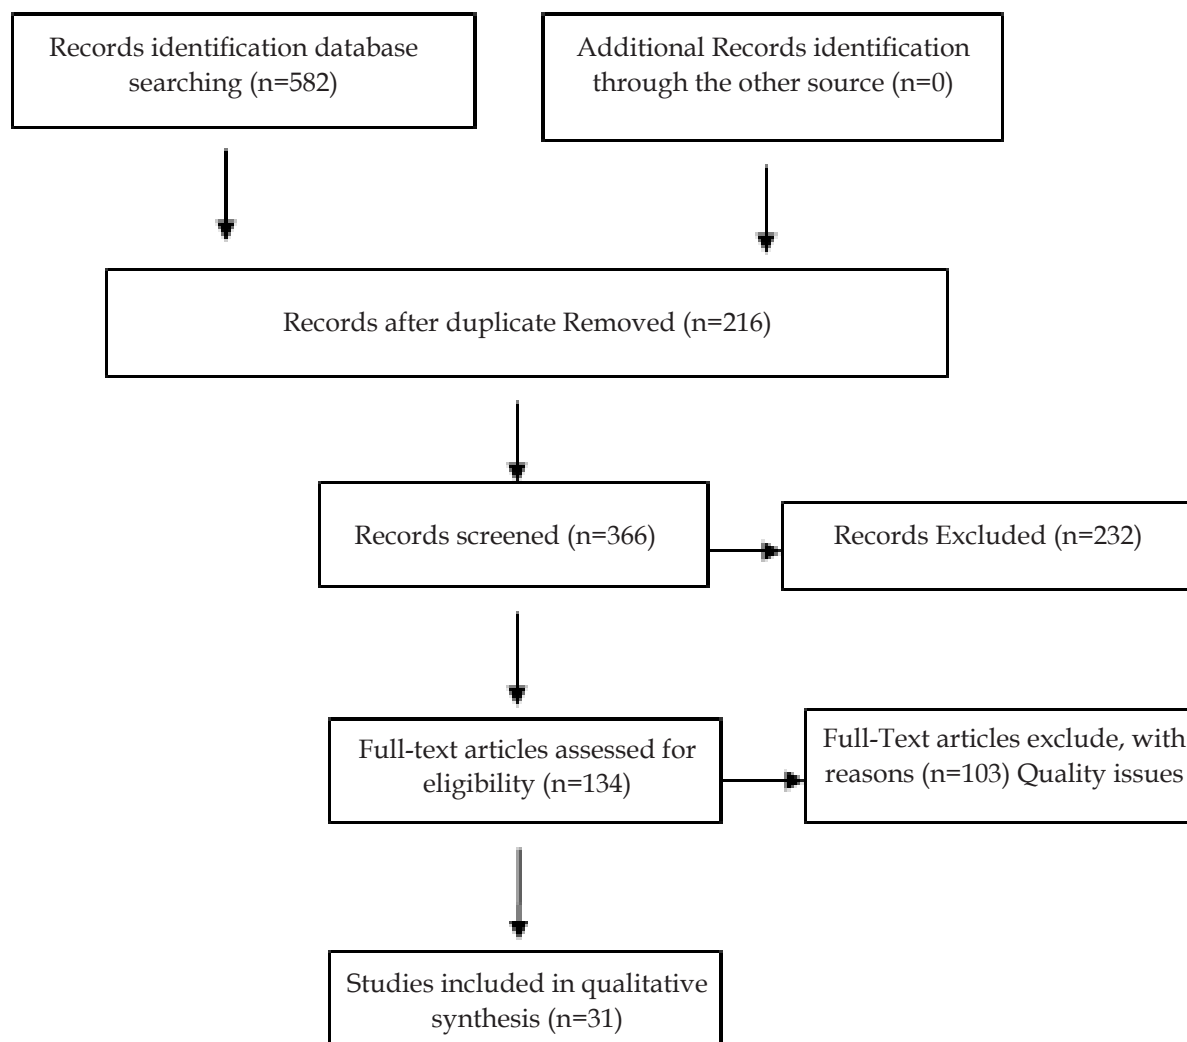 Records identification database
searching (n=582)
Additional Records identification
through the other source (n=0)
Records after duplicate Removed (n=216)
Records screened (n=366)
Records Excluded (n=232)
Full-text articles assessed for
eligibility (n=134)
Full-Text articles exclude, with
reasons (n=103) Quality issues
Studies included in qualitative
synthesis (n=31)